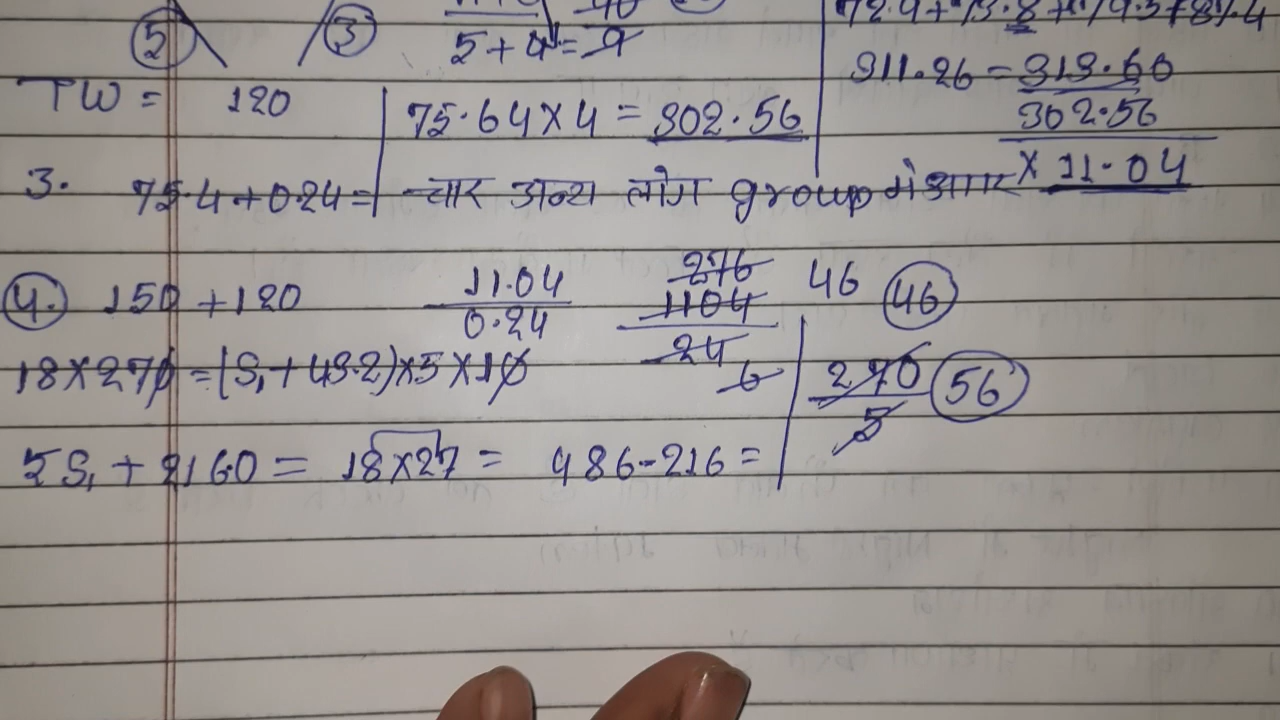 5 3
5+4=9
TW = 120
75.64×4 = 302.56
311.26 = 313.60
302.56
× 11.04
3. 75.4+0.24= चार अन्य लोग group में आए
4. 150+120
11.04
0.24
276
1104
24
6
46 46
18×270 = (S₁+43.2)×5×10
270
5
56
5S₁ + 2160 = 18×27 = 486-216 =